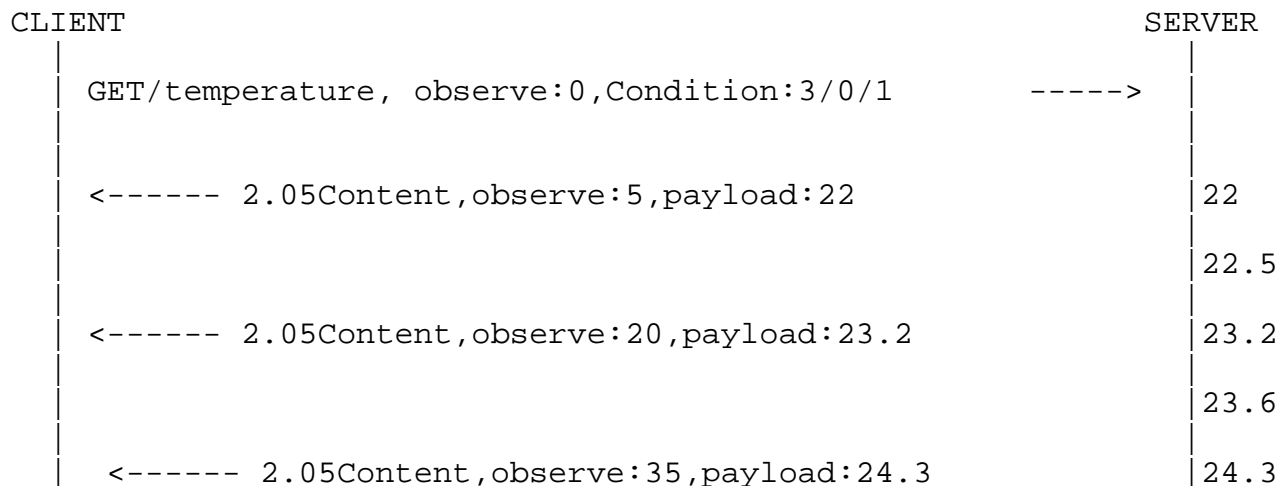 CLIENT SERVER
GET/temperature, observe:0,Condition:3/0/1 ----->
<------ 2.05Content,observe:5,payload:22 22
22.5
<------ 2.05Content,observe:20,payload:23.2 23.2
23.6
<------ 2.05Content,observe:35,payload:24.3 24.3